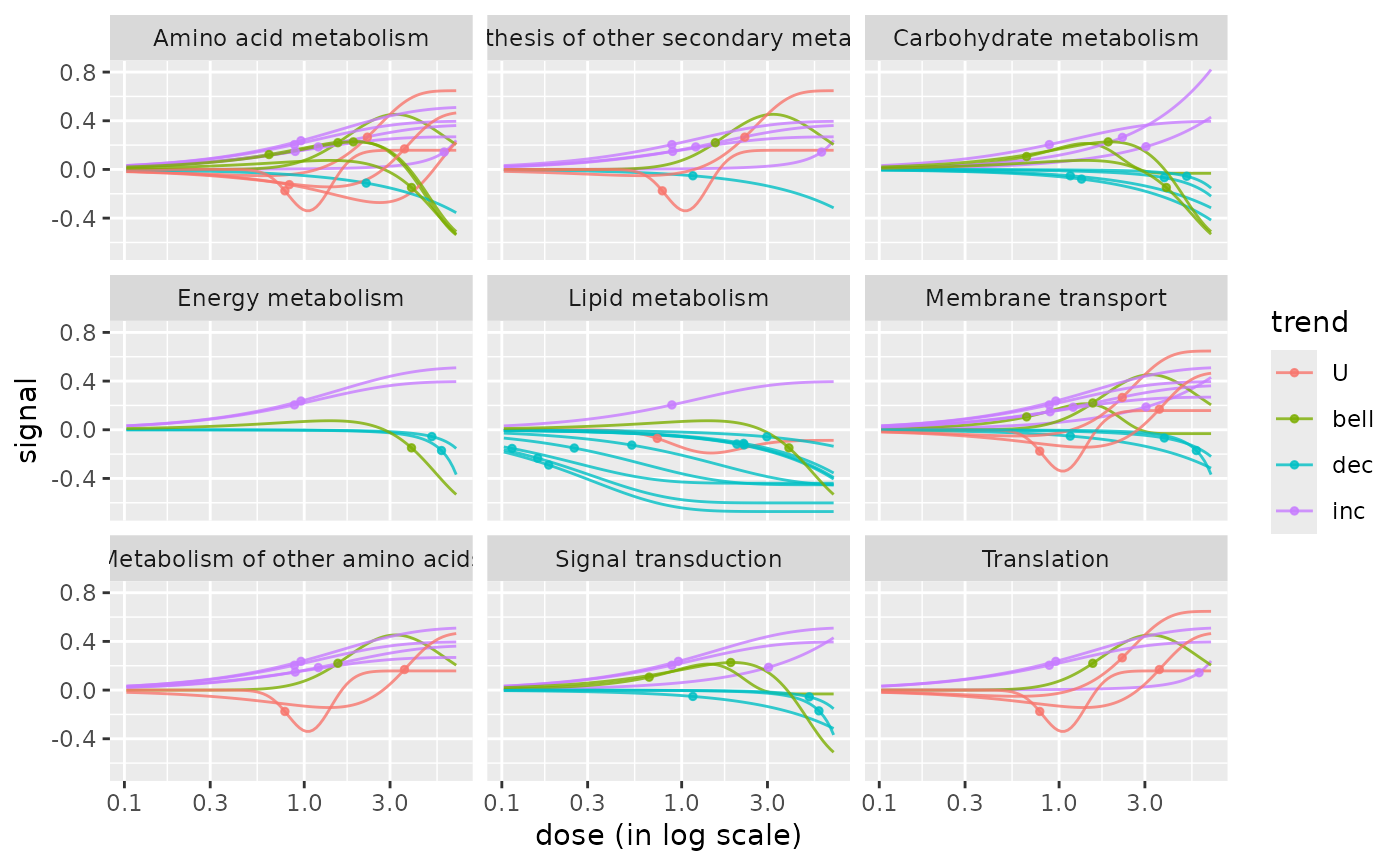 Amino acid metabolism
thesis of other secondary meta
Carbohydrate metabolism
0.8
0.4
0.0
-0.4
Energy metabolism
Lipid metabolism
Membrane transport
0.8
0.4
0.0
-0.4
Metabolism of other amino acids
Signal transduction
Translation
0.8
0.4
0.0
-0.4
0.1 0.3 1.0 3.0
0.1 0.3 1.0 3.0
0.1 0.3 1.0 3.0
dose (in log scale)
signal
trend
U
bell
dec
inc